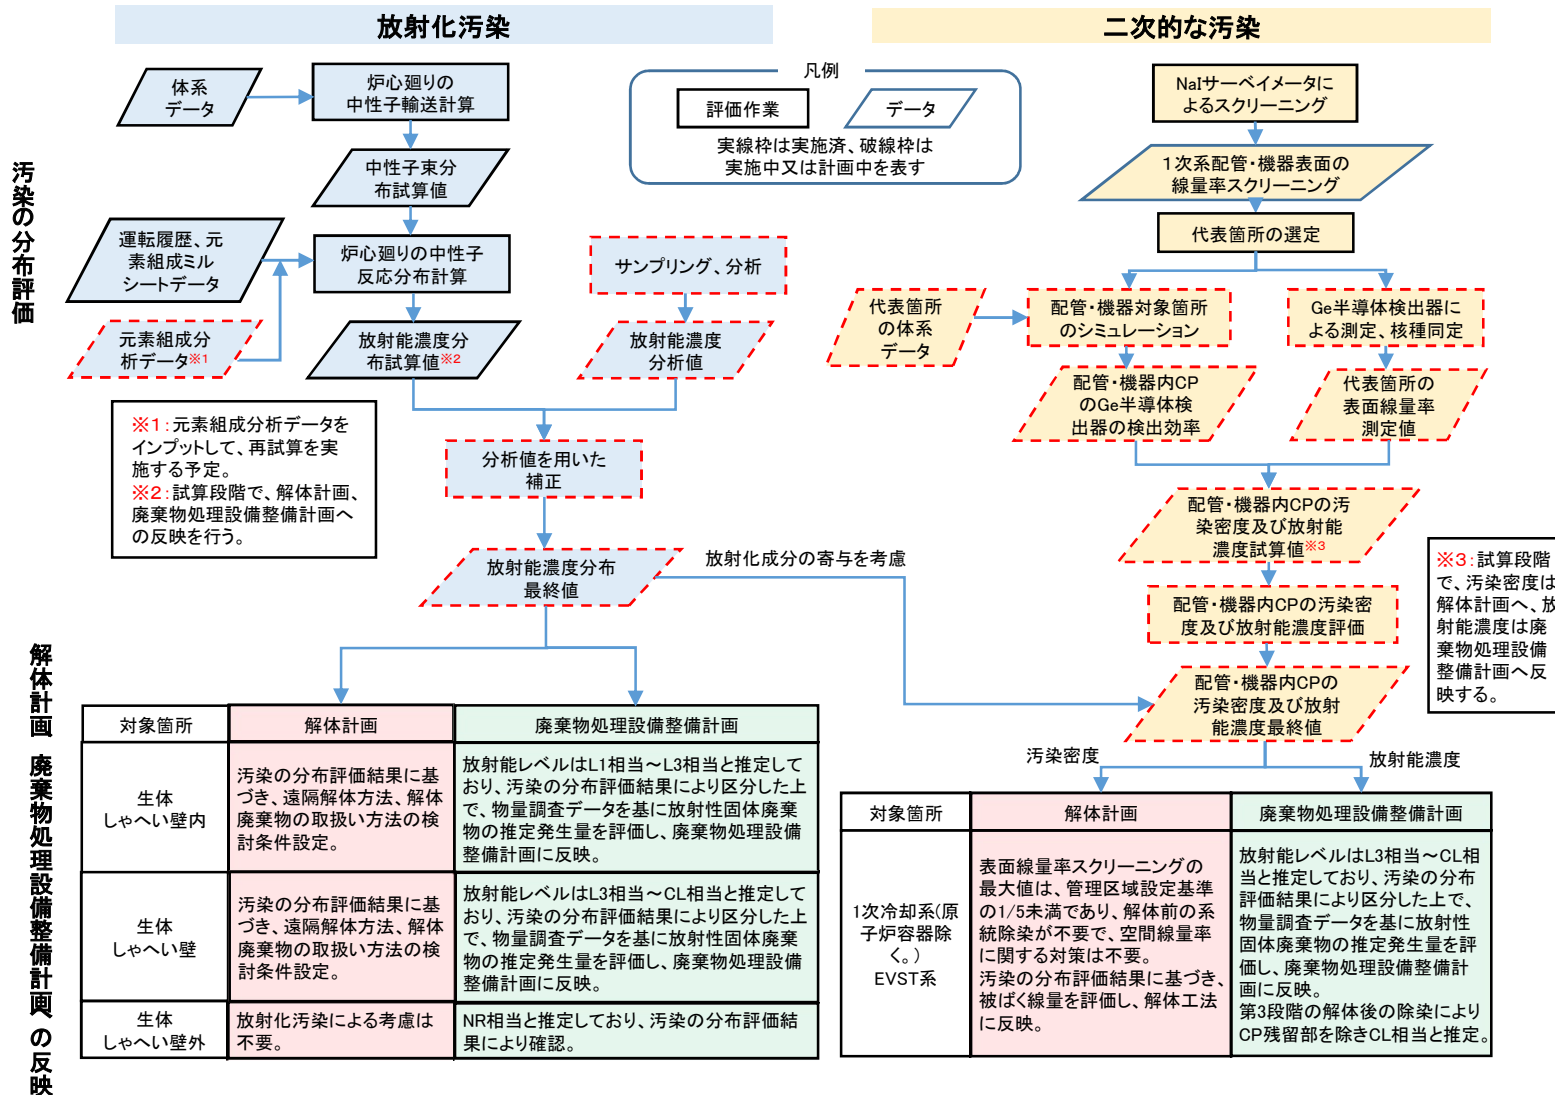 放射化汚染
二次的な汚染
汚染の分布評価
体系
データ
炉心廻りの
中性子輸送計算
中性子束分
布試算値
運転履歴、元
素組成ミル
シートデータ
炉心廻りの中性子
反応分布計算
元素組成分
析データ※1
放射能濃度分
布試算値※2
サンプリング、分析
放射能濃度
分析値
凡例
評価作業
データ
実線枠は実施済、破線枠は
実施中又は計画中を表す
※1:元素組成分析データを
インプットして、再試算を実
施する予定。
※2:試算段階で、解体計画、
廃棄物処理設備整備計画へ
の反映を行う。
分析値を用いた
補正
放射能濃度分布
最終値
放射化成分の寄与を考慮
NaIサーベイメータに
よるスクリーニング
1次系配管・機器表面の
線量率スクリーニング
代表箇所の選定
代表箇所
の体系
データ
配管・機器対象箇所
のシミュレーション
Ge半導体検出器に
よる測定、核種同定
配管・機器内CP
のGe半導体検
出器の検出効率
代表箇所の
表面線量率
測定値
配管・機器内CPの汚
染密度及び放射能
濃度試算値※3
配管・機器内CPの汚染密
度及び放射能濃度評価
配管・機器内CPの
汚染密度及び放射
能濃度最終値
※3:試算段階
で、汚染密度は
解体計画へ、放
射能濃度は廃
棄物処理設備
整備計画へ反
映する。
汚染密度
放射能濃度
解体計画、廃棄物処理設備整備計画への反映
対象箇所
解体計画
廃棄物処理設備整備計画
生体
しゃへい壁内
汚染の分布評価結果に基
づき、遠隔解体方法、解体
廃棄物の取扱い方法の検
討条件設定。
放射能レベルはL1相当～L3相当と推定して
おり、汚染の分布評価結果により区分した上
で、物量調査データを基に放射性固体廃棄
物の推定発生量を評価し、廃棄物処理設備
整備計画に反映。
生体
しゃへい壁
汚染の分布評価結果に基
づき、遠隔解体方法、解体
廃棄物の取扱い方法の検
討条件設定。
放射能レベルはL3相当～CL相当と推定して
おり、汚染の分布評価結果により区分した上
で、物量調査データを基に放射性固体廃棄
物の推定発生量を評価し、廃棄物処理設備
整備計画に反映。
生体
しゃへい壁外
放射化汚染による考慮は
不要。
NR相当と推定しており、汚染の分布評価結
果により確認。
対象箇所
解体計画
廃棄物処理設備整備計画
1次冷却系(原
子炉容器除
く。)
EVST系
表面線量率スクリーニングの
最大値は、管理区域設定基準
の1/5未満であり、解体前の系
統除染が不要で、空間線量率
に関する対策は不要。
汚染の分布評価結果に基づき、
被ばく線量を評価し、解体工法
に反映。
放射能レベルはL3相当～CL相
当と推定しており、汚染の分布
評価結果により区分した上で、
物量調査データを基に放射性
固体廃棄物の推定発生量を評
価し、廃棄物処理設備整備計
画に反映。
第3段階の解体後の除染により
CP残留部を除きCL相当と推定。